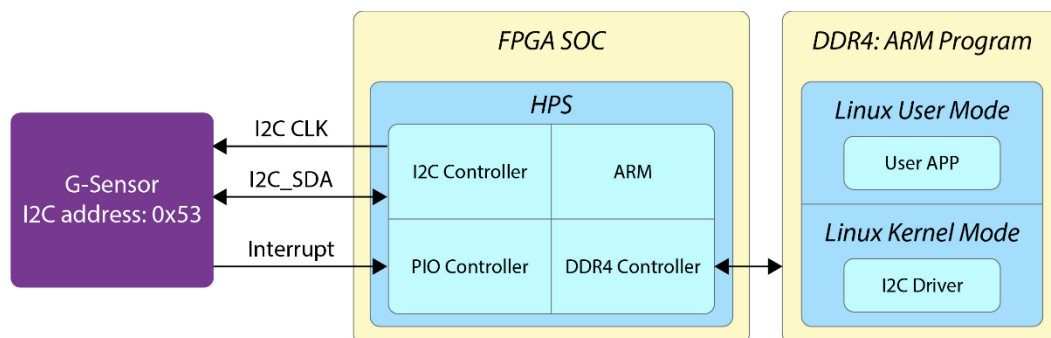 FPGA SOC
DDR4: ARM Program
HPS
Linux User Mode
I2C CLK
I2C Controller
ARM
User APP
G-Sensor
I2C address: 0x53
I2C_SDA
Linux Kernel Mode
Interrupt
PIO Controller
DDR4 Controller
I2C Driver